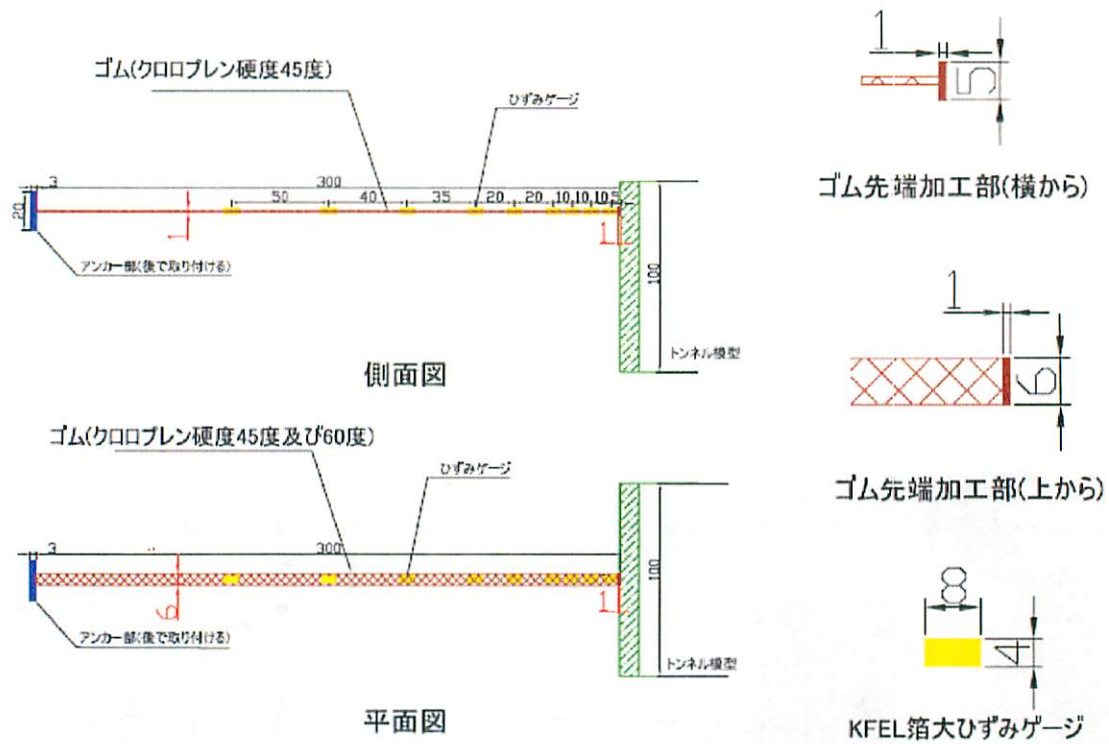 ゴム(クロロプレン硬度45度)
ひずみゲージ
3
300
50
40
35
20
20
10
10
10
5
20
1
1
100
アンカー部(後で取り付ける)
トンネル模型
側面図
ゴム(クロロプレン硬度45度及び60度)
ひずみゲージ
3
300
6
1
100
アンカー部(後で取り付ける)
トンネル模型
平面図
1
5
ゴム先端加工部(横から)
1
6
ゴム先端加工部(上から)
8
4
KFEL箔大ひずみゲージ